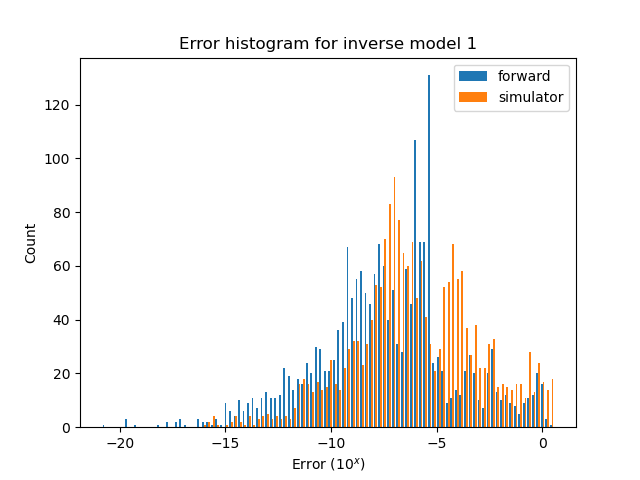 Error histogram for inverse model 1
forward
simulator
120
100
80
60
40
20
0
Count
−20 −15 −10 −5 0
Error (10^x)